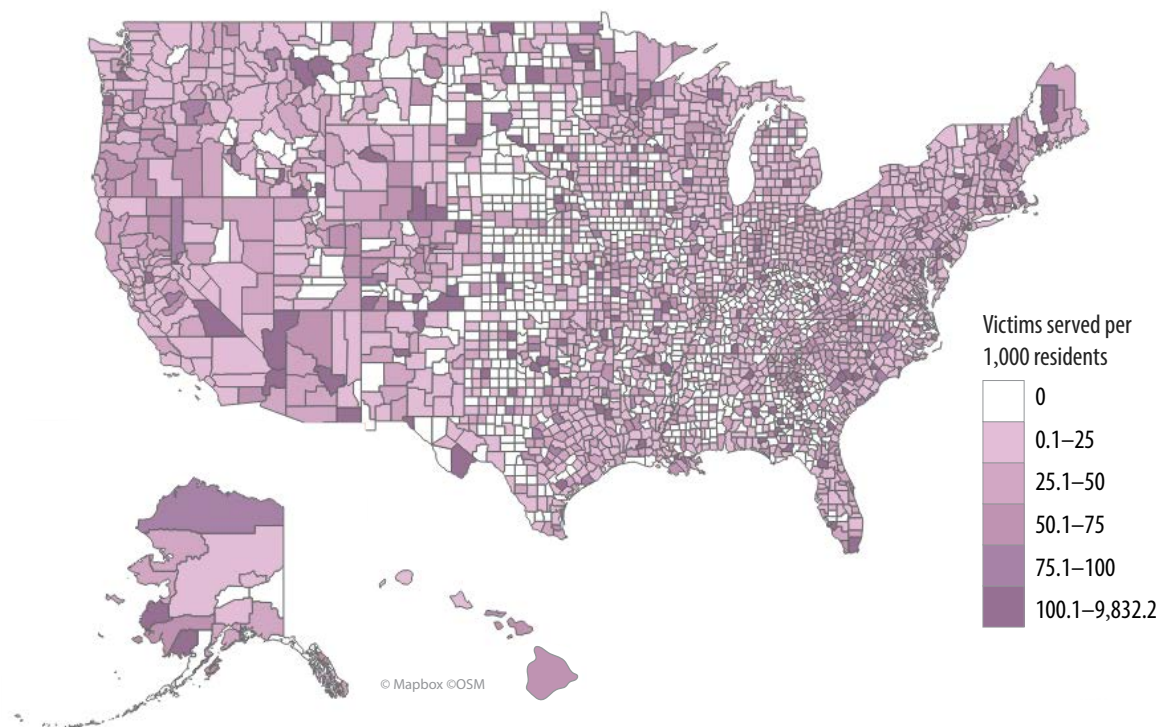 Victims served per
1,000 residents
0
0.1–25
25.1–50
50.1–75
75.1–100
100.1–9,832.2
© Mapbox ©OSM